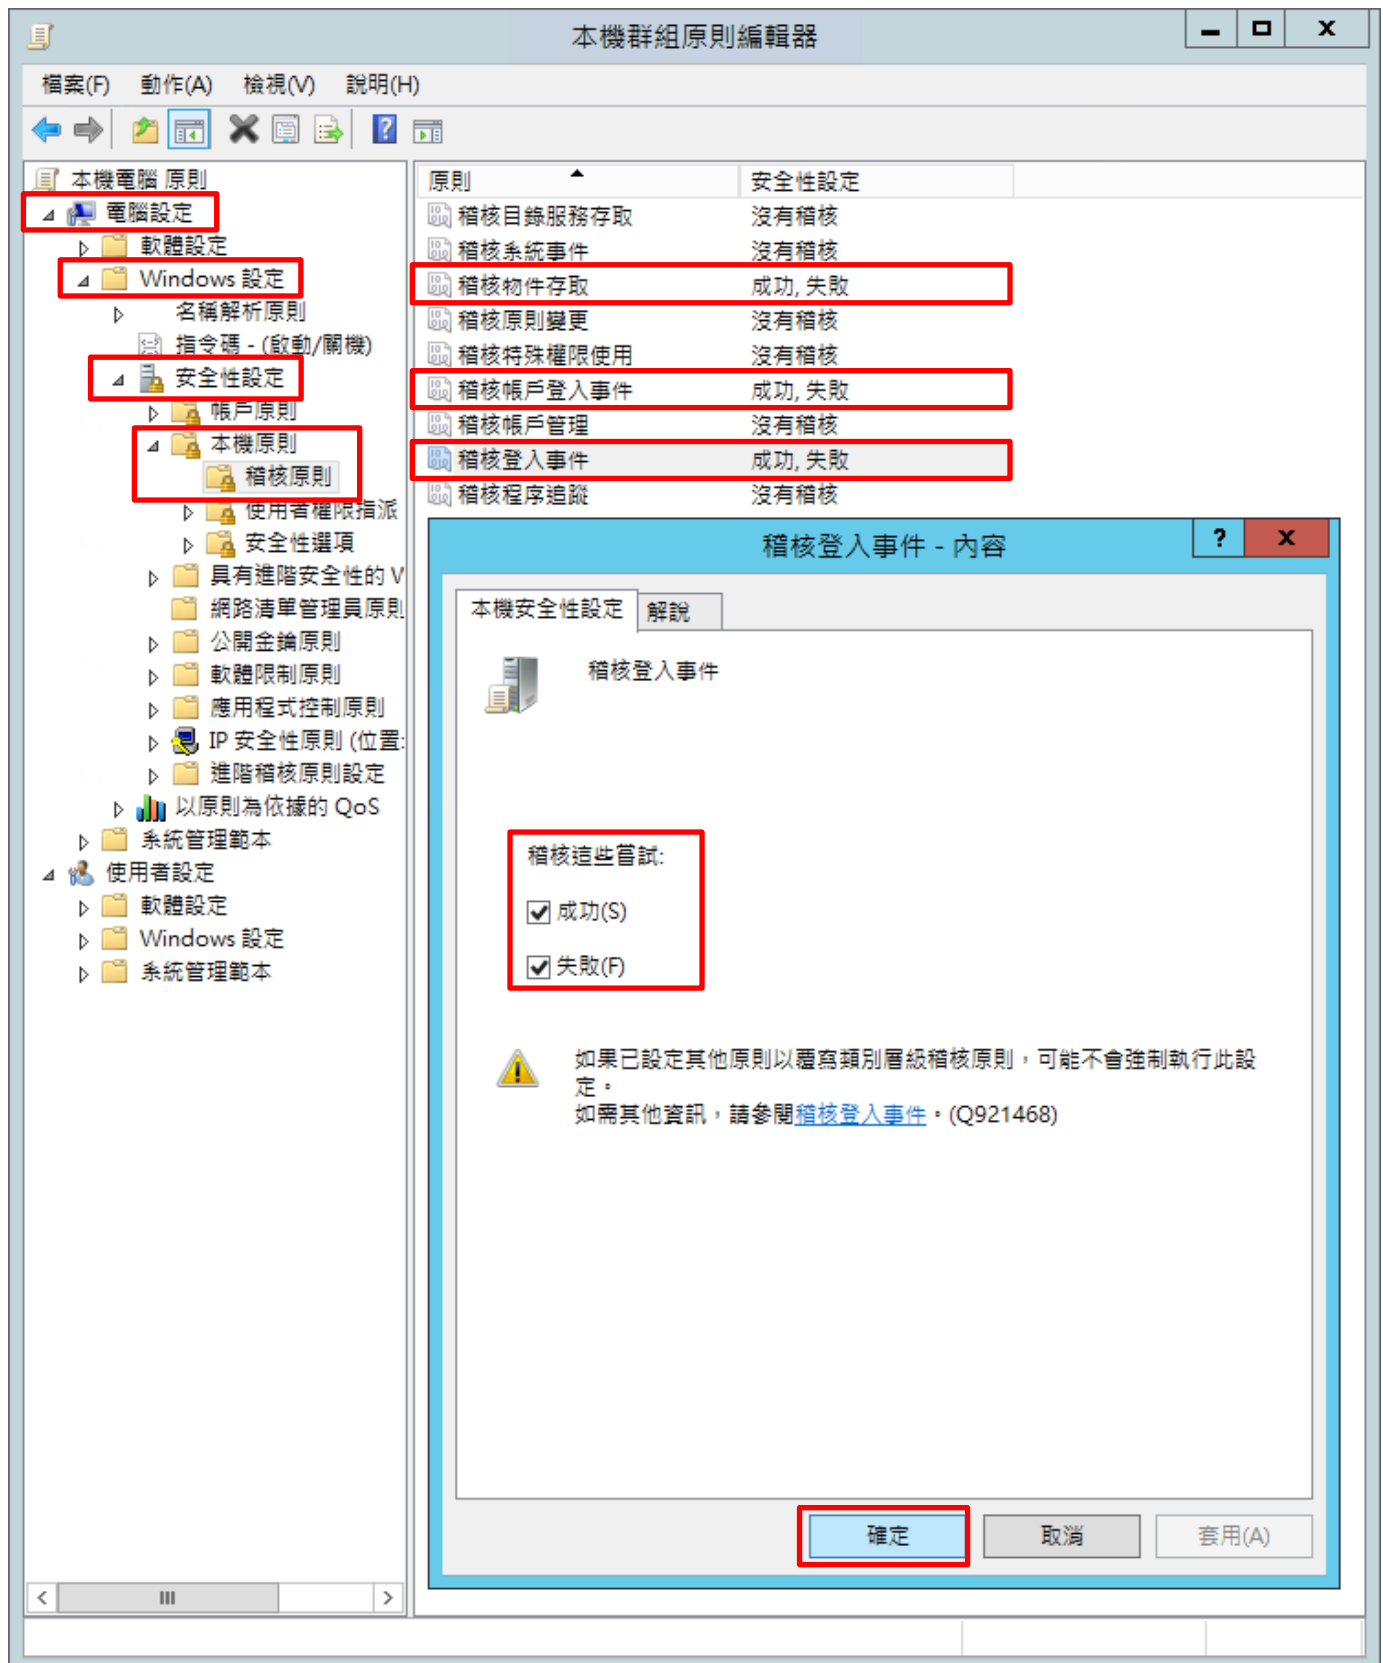 本機群組原則編輯器
檔案(F) 動作(A) 檢視(V) 說明(H)
本機電腦 原則
電腦設定
軟體設定
Windows 設定
名稱解析原則
指令碼 - (啟動/關機)
安全性設定
帳戶原則
本機原則
稽核原則
使用者權限指派
安全性選項
具有進階安全性的 V
網路清單管理員原則
公開金鑰原則
軟體限制原則
應用程式控制原則
IP 安全性原則 (位置:
進階稽核原則設定
以原則為依據的 QoS
系統管理範本
使用者設定
軟體設定
Windows 設定
系統管理範本
原則 安全性設定
稽核目錄服務存取 沒有稽核
稽核系統事件 沒有稽核
稽核物件存取 成功, 失敗
稽核原則變更 沒有稽核
稽核特殊權限使用 沒有稽核
稽核帳戶登入事件 成功, 失敗
稽核帳戶管理 沒有稽核
稽核登入事件 成功, 失敗
稽核程序追蹤 沒有稽核
稽核登入事件 - 內容
本機安全性設定 解說
稽核登入事件
稽核這些嘗試:
成功(S)
失敗(F)
如果已設定其他原則以覆寫類別層級稽核原則，可能不會強制執行此設
定。
如需其他資訊，請參閱稽核登入事件。(Q921468)
確定 取消 套用(A)